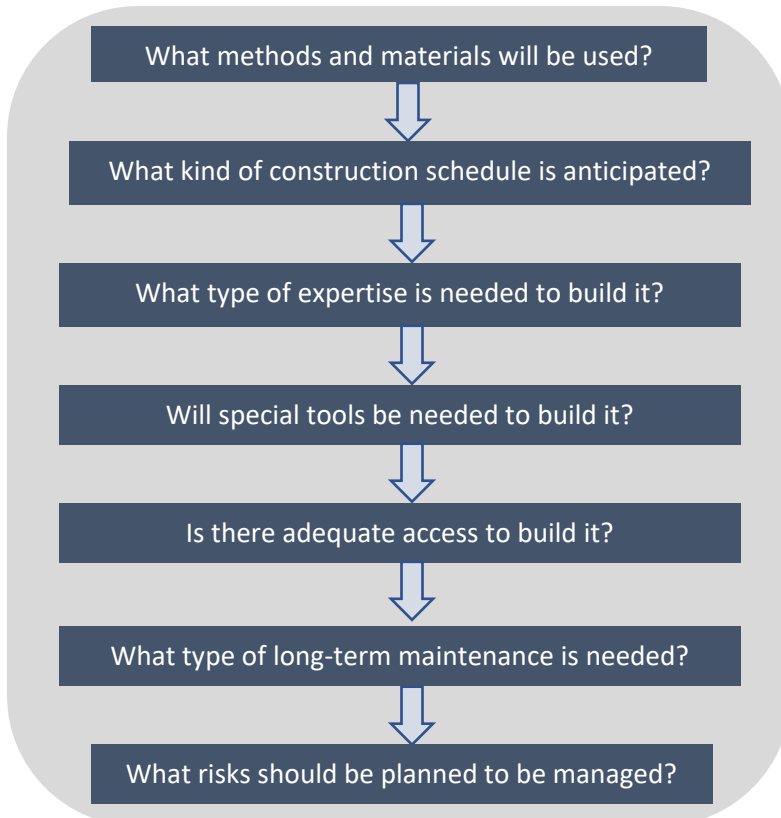 What methods and materials will be used?
What kind of construction schedule is anticipated?
What type of expertise is needed to build it?
Will special tools be needed to build it?
Is there adequate access to build it?
What type of long-term maintenance is needed?
What risks should be planned to be managed?